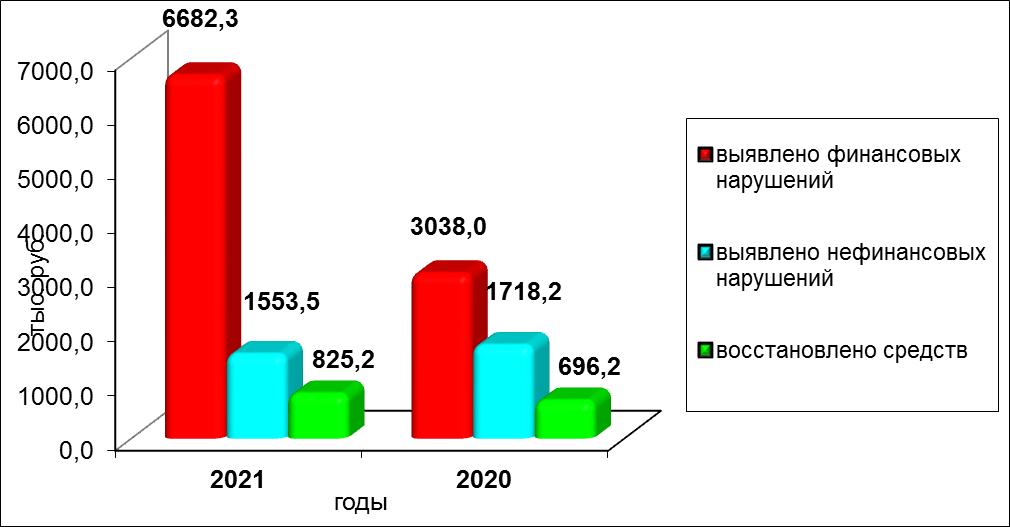 6682,3
7000,0
6000,0
5000,0
4000,0
3000,0
2000,0
1000,0
0,0
тыс. руб.
3038,0
1553,5
1718,2
825,2
696,2
2021
2020
годы
выявлено финансовых
нарушений
выявлено нефинансовых
нарушений
восстановлено средств